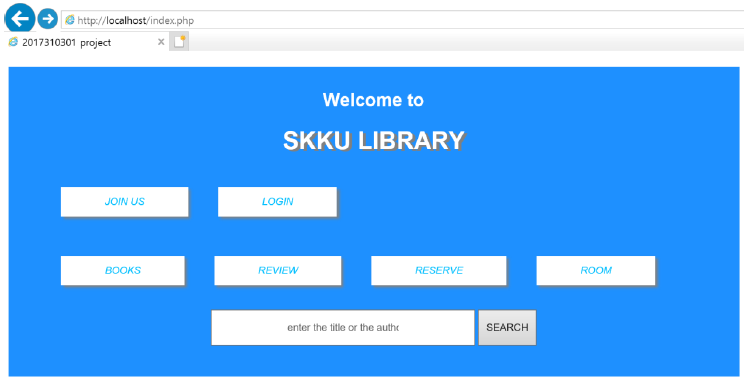 http://localhost/index.php
2017310301 project
Welcome to
SKKU LIBRARY
JOIN US LOGIN
BOOKS REVIEW RESERVE ROOM
enter the title or the autho SEARCH